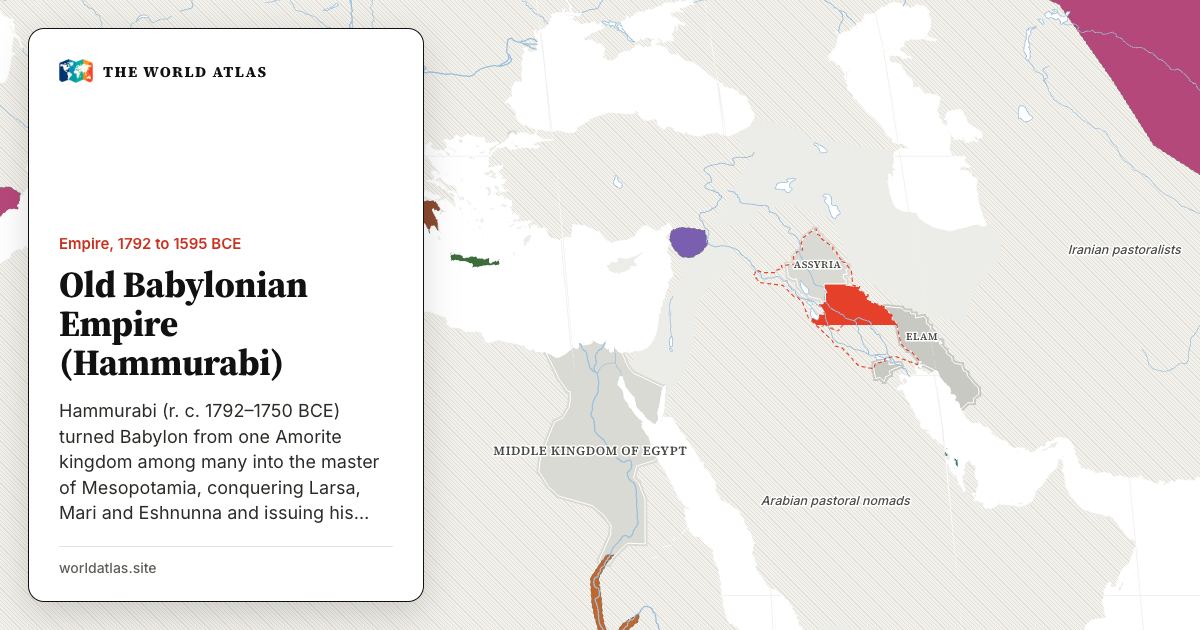 THE WORLD ATLAS
Empire, 1792 to 1595 BCE
Old Babylonian
Empire
(Hammurabi)
Hammurabi (r. c. 1792–1750 BCE)
turned Babylon from one Amorite
kingdom among many into the master
of Mesopotamia, conquering Larsa,
Mari and Eshnunna and issuing his...
worldatlas.site
Iranian pastoralists
ASSYRIA
ELAM
MIDDLE KINGDOM OF EGYPT
Arabian pastoral nomads